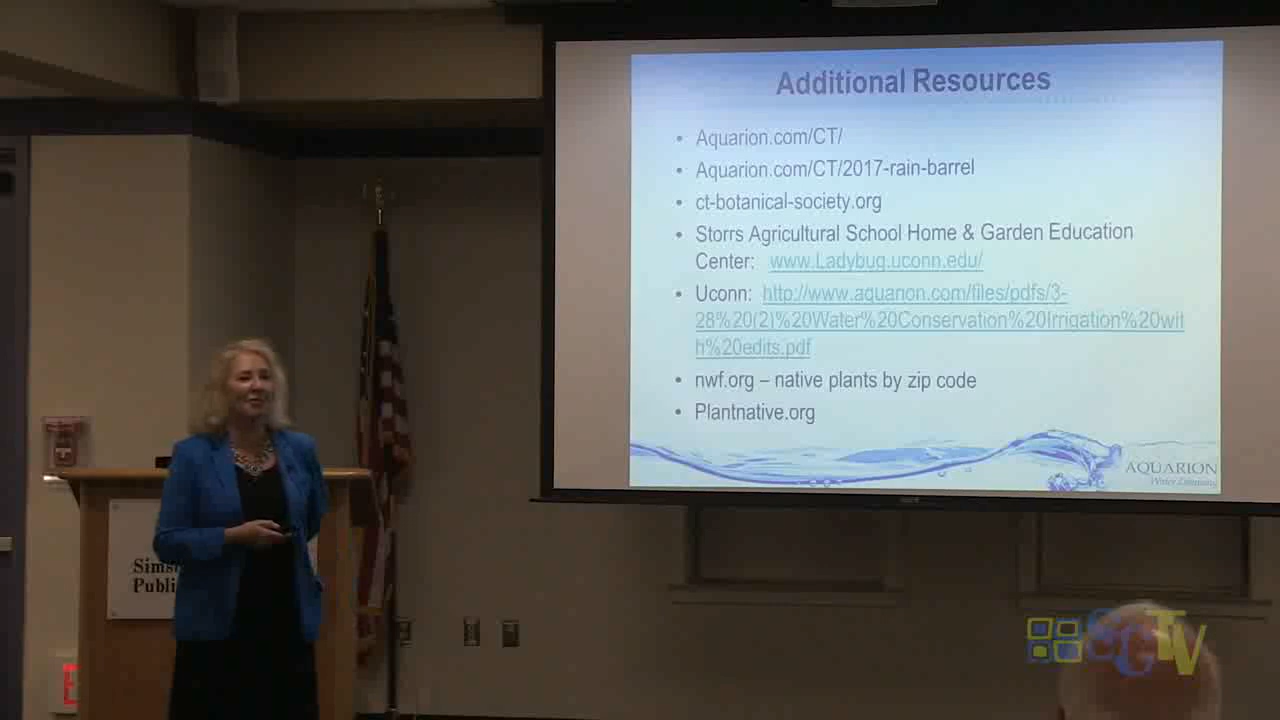 Additional Resources
• Aquarion.com/CT/
• Aquarion.com/CT/2017-rain-barrel
• ct-botanical-society.org
• Storrs Agricultural School Home & Garden Education
Center: www.Ladybug.uconn.edu/
• Uconn: http://www.aquarion.com/files/pdfs/3-
28%20(2)%20Water%20Conservation%20Irrigation%20wit
h%20edits.pdf
• nwf.org – native plants by zip code
• Plantnative.org
AQUARION
Water Company
Sims
Publi
SCTV